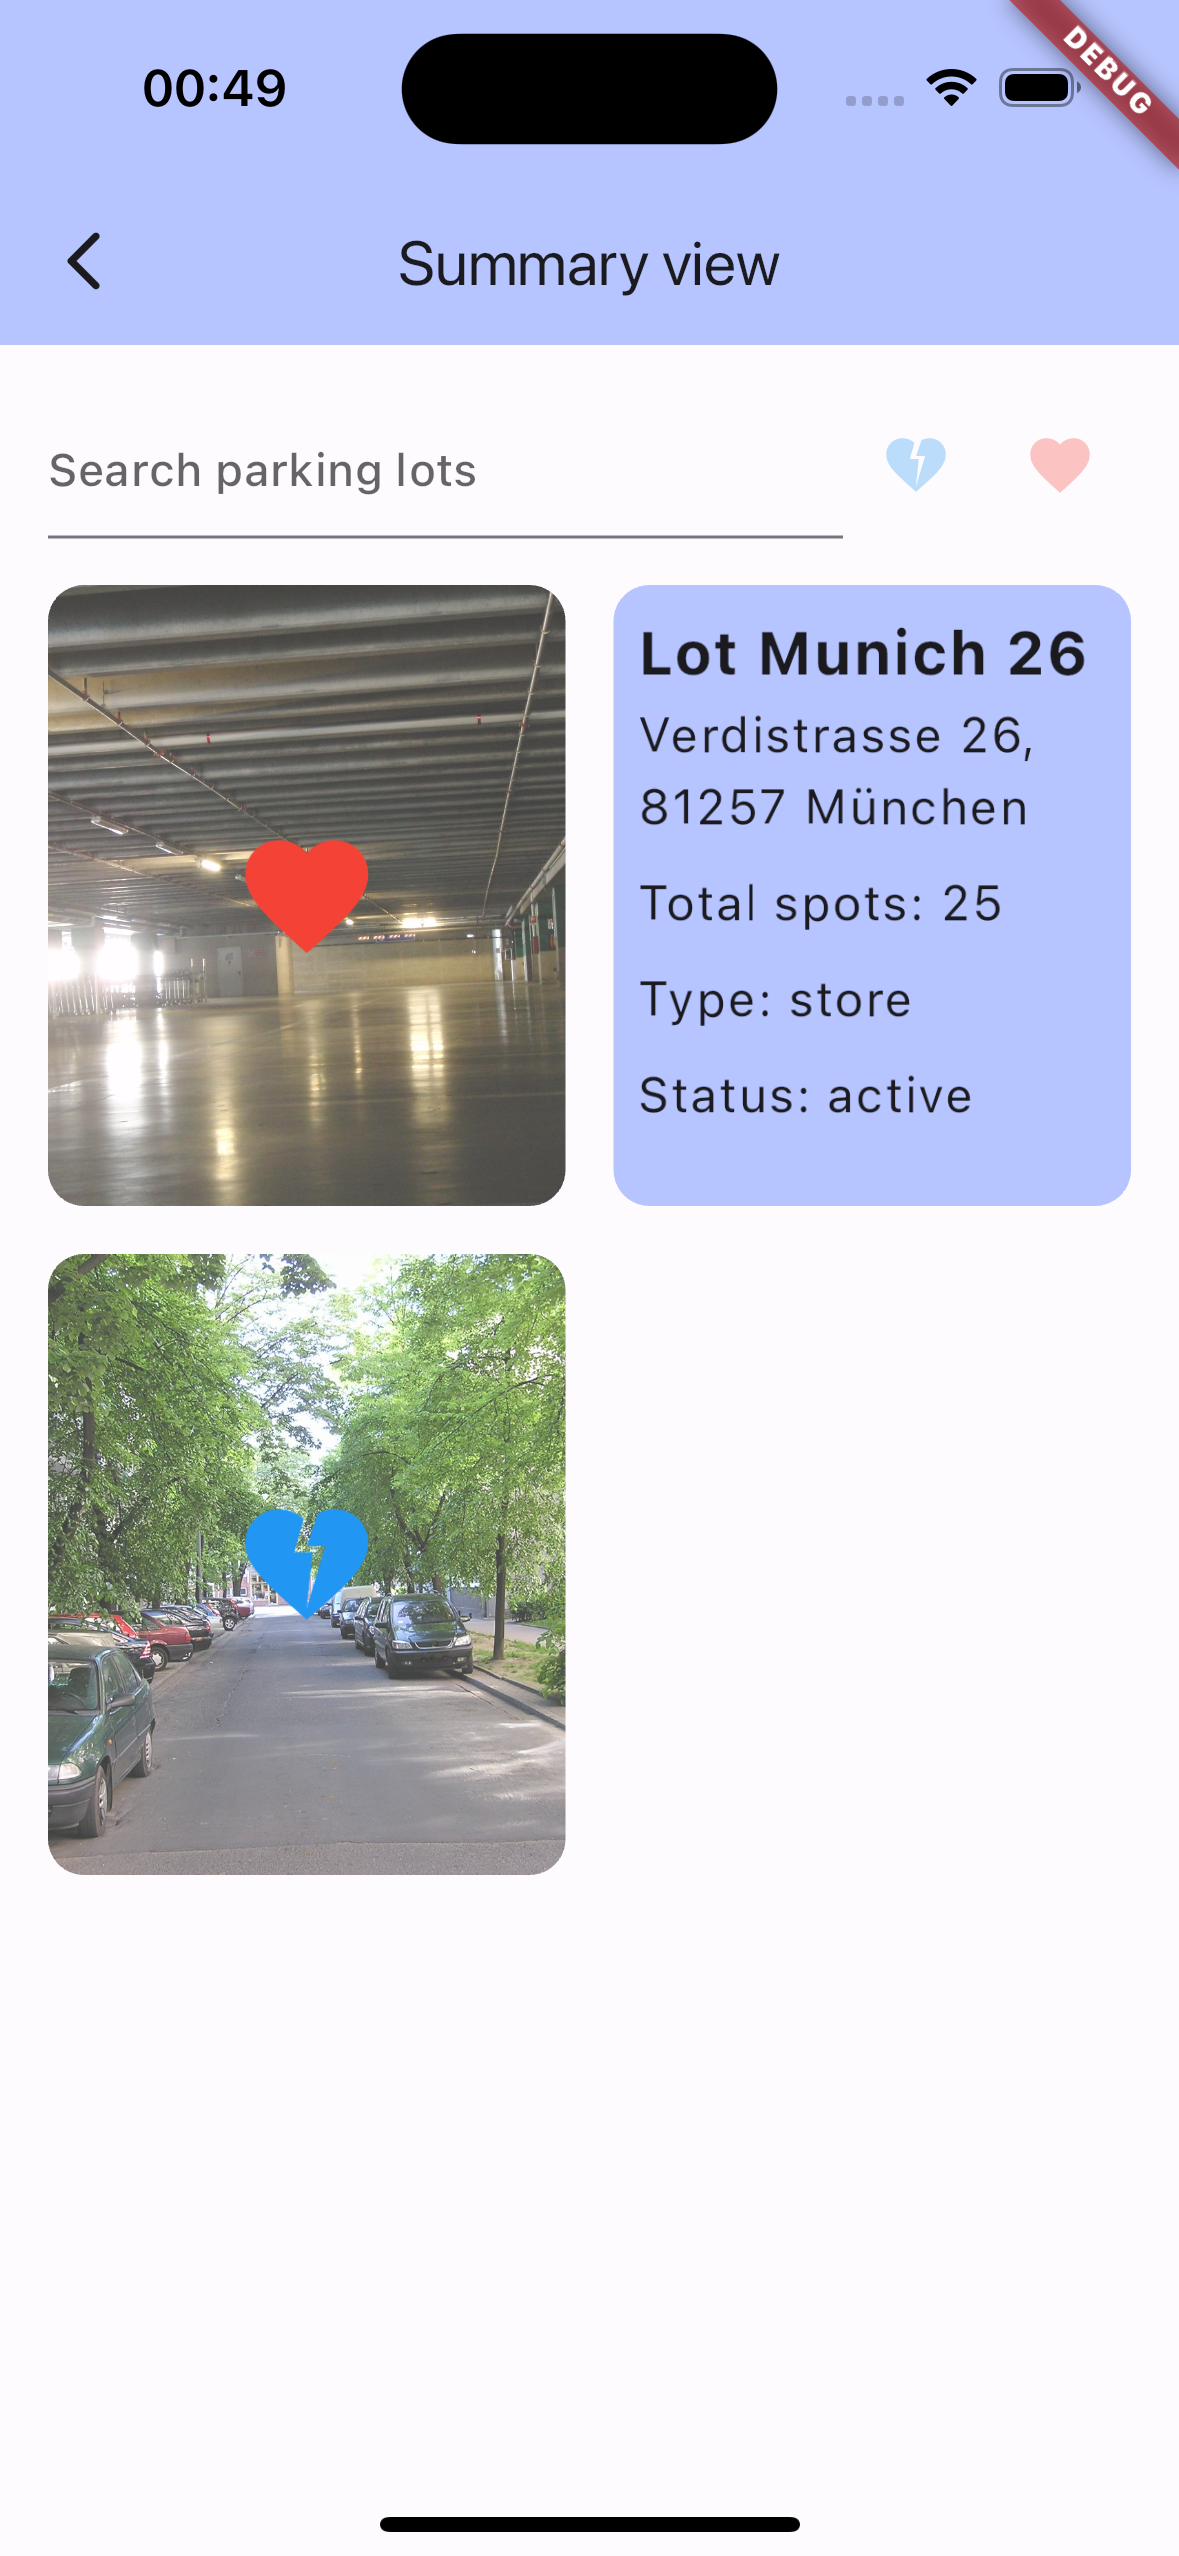 00:49
DEBUG
Summary view
Search parking lots
Lot Munich 26
Verdistrasse 26,
81257 München
Total spots: 25
Type: store
Status: active